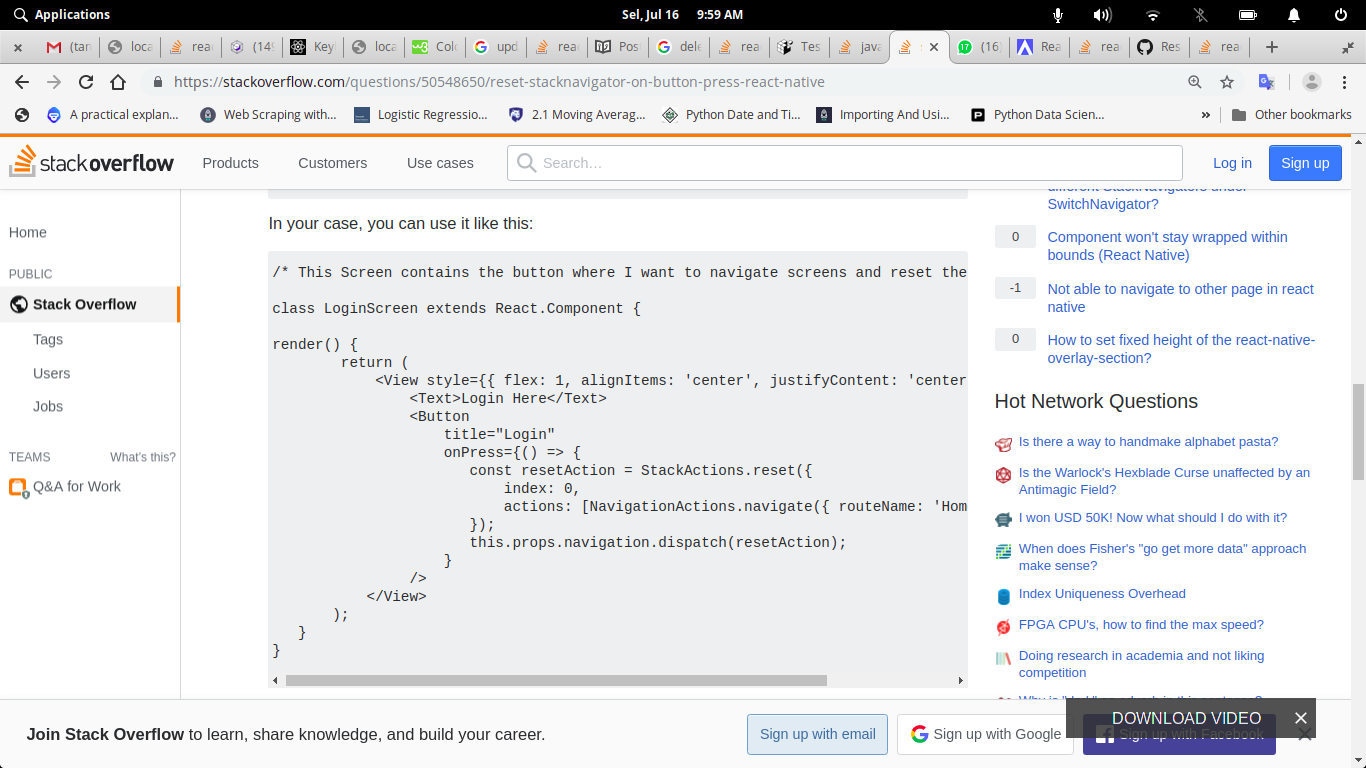 Applications
Sel, Jul 16 9:59 AM
(tan
loca
rea
(149
Key
loca
Colo
upd
rea
Pos
dele
rea
Tes
java
(16)
Rea
rea
Res
rea
https://stackoverflow.com/questions/50548650/reset-stacknavigator-on-button-press-react-native
A practical explan...
Web Scraping with...
Logistic Regressio...
2.1 Moving Averag...
Python Date and Ti...
Importing And Usi...
Python Data Scien...
»
Other bookmarks
stackoverflow
Products
Customers
Use cases
Search...
Log in
Sign up
Home
PUBLIC
Stack Overflow
Tags
Users
Jobs
TEAMS What's this?
Q&A for Work
In your case, you can use it like this:
/* This Screen contains the button where I want to navigate screens and reset the
class LoginScreen extends React.Component {
render() {
return (
<View style={{ flex: 1, alignItems: 'center', justifyContent: 'center
<Text>Login Here</Text>
<Button
title="Login"
onPress={() => {
const resetAction = StackActions.reset({
index: 0,
actions: [NavigationActions.navigate({ routeName: 'Hom
});
this.props.navigation.dispatch(resetAction);
}
/>
</View>
);
}
}
different StackNavigators under
SwitchNavigator?
0 Component won't stay wrapped within
bounds (React Native)
-1 Not able to navigate to other page in react
native
0 How to set fixed height of the react-native-
overlay-section?
Hot Network Questions
Is there a way to handmake alphabet pasta?
Is the Warlock's Hexblade Curse unaffected by an
Antimagic Field?
I won USD 50K! Now what should I do with it?
When does Fisher's "go get more data" approach
make sense?
Index Uniqueness Overhead
FPGA CPU's, how to find the max speed?
Doing research in academia and not liking
competition
Join Stack Overflow to learn, share knowledge, and build your career.
Sign up with email
Sign up with Google
Sign up with Facebook
DOWNLOAD VIDEO